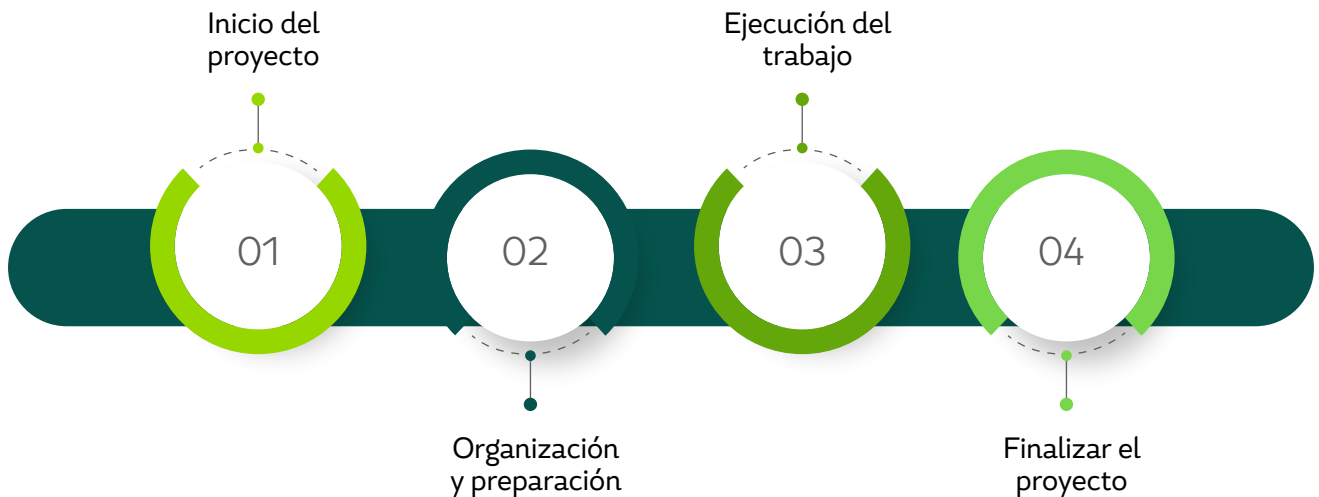 Inicio del
proyecto
Ejecución del
trabajo
01
02
03
04
Organización
y preparación
Finalizar el
proyecto